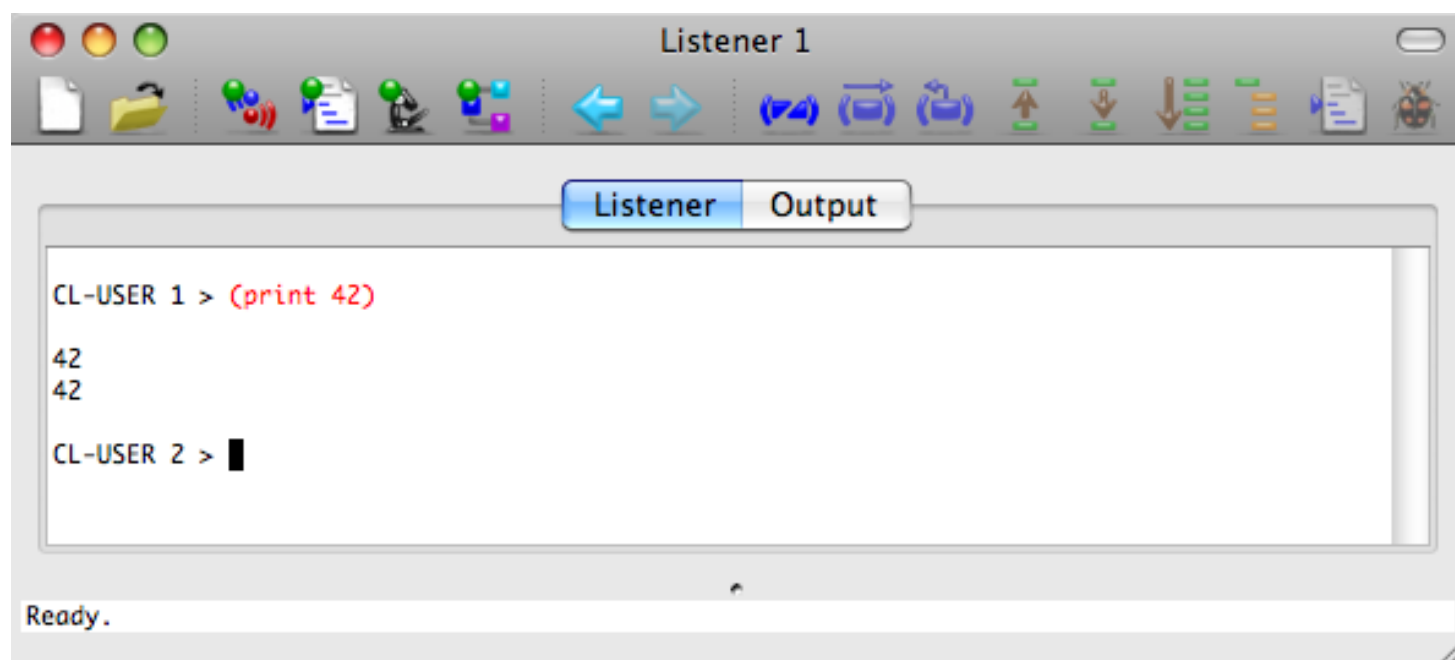 Listener 1
Listener Output
CL-USER 1 > (print 42)
42
42
CL-USER 2 >
Ready.